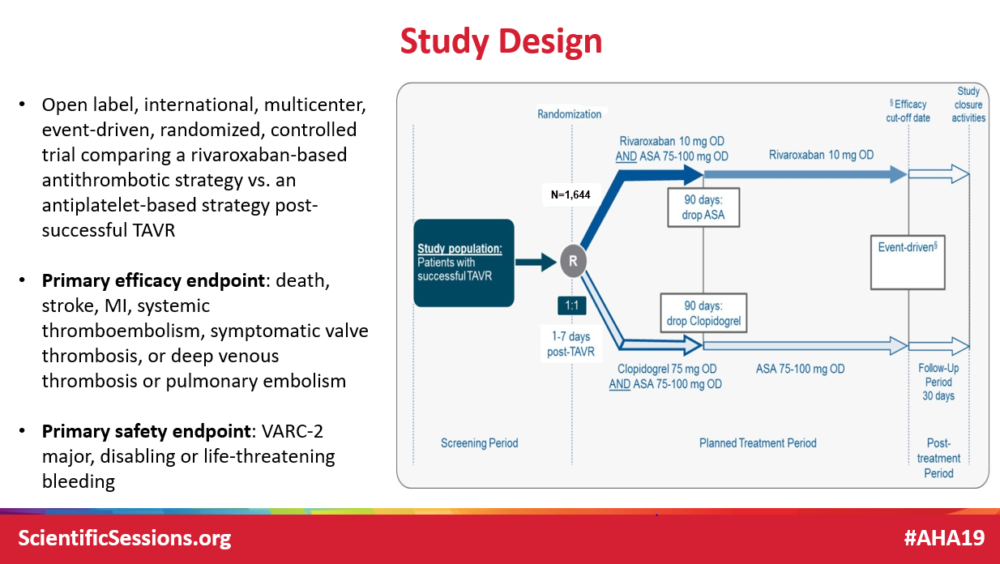 Study Design
• Open label, international, multicenter,
event-driven, randomized, controlled
trial comparing a rivaroxaban-based
antithrombotic strategy vs. an
antiplatelet-based strategy post-
successful TAVR
• Primary efficacy endpoint: death,
stroke, MI, systemic
thromboembolism, symptomatic valve
thrombosis, or deep venous
thrombosis or pulmonary embolism
• Primary safety endpoint: VARC-2
major, disabling or life-threatening
bleeding
Randomization
§ Efficacy
cut-off date
Study
closure
activities
Rivaroxaban 10 mg OD
AND ASA 75-100 mg OD
Rivaroxaban 10 mg OD
N=1,644
90 days:
drop ASA
Study population:
Patients with
successful TAVR
R
Event-driven§
1:1
90 days:
drop Clopidogrel
1-7 days
post-TAVR
Clopidogrel 75 mg OD
AND ASA 75-100 mg OD
ASA 75-100 mg OD
Follow-Up
Period
30 days
Screening Period
Planned Treatment Period
Post-
treatment
Period
ScientificSessions.org
#AHA19